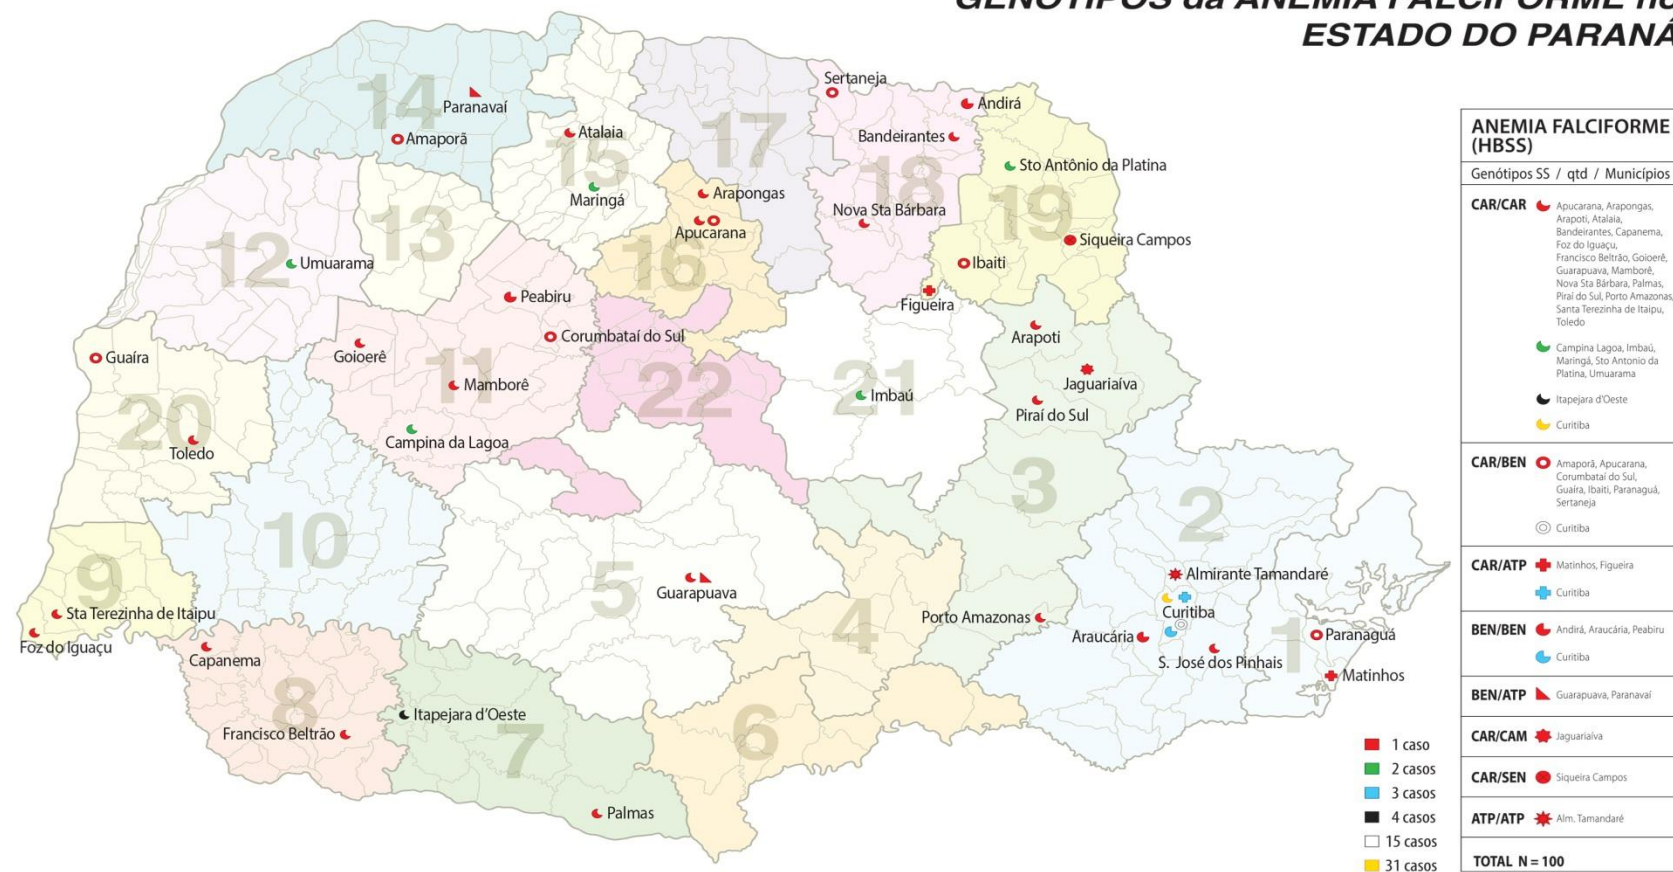 GENÓTIPOS da ANEMIA FALCIFORME no
ESTADO DO PARANÁ
14
Paranavaí
Amaporã
15
Atalaia
Maringá
17
Sertaneja
Andirá
Bandeirantes
18
Nova Sta Bárbara
Sto Antônio da Platina
19
Siqueira Campos
Ibaiti
Figueira
12
Umuarama
13
Arapongas
Apucarana
16
Peabiru
Corumbataí do Sul
Goioerê
11
Mamborê
Campina da Lagoa
Guaíra
20
Toledo
22
21
Imbaú
Arapoti
Jaguariaíva
Piraí do Sul
3
10
9
Sta Terezinha de Itaipu
Foz do Iguaçu
5
Guarapuava
4
Porto Amazonas
2
Almirante Tamandaré
Curitiba
Araucária
S. José dos Pinhais
1
Paranaguá
Matinhos
Capanema
8
Francisco Beltrão
Itapejara d'Oeste
7
Palmas
6
1 caso
2 casos
3 casos
4 casos
15 casos
31 casos
ANEMIA FALCIFORME
(HBSS)
Genótipos SS / qtd / Municípios
CAR/CAR
Apucarana, Arapongas,
Arapoti, Atalaia,
Bandeirantes, Capanema,
Foz do Iguaçu,
Francisco Beltrão, Goioerê,
Guarapuava, Mamborê,
Nova Sta Bárbara, Palmas,
Piraí do Sul, Porto Amazonas,
Santa Terezinha de Itaipu,
Toledo
Campina Lagoa, Imbaú,
Maringá, Sto Antonio da
Platina, Umuarama
Itapejara d'Oeste
Curitiba
CAR/BEN
Amaporã, Apucarana,
Corumbataí do Sul,
Guaíra, Ibaiti, Paranaguá,
Sertaneja
Curitiba
CAR/ATP
Matinhos, Figueira
Curitiba
BEN/BEN
Andirá, Araucária, Peabiru
Curitiba
BEN/ATP
Guarapuava, Paranavaí
CAR/CAM
Jaguariaíva
CAR/SEN
Siqueira Campos
ATP/ATP
Alm. Tamandaré
TOTAL N = 100